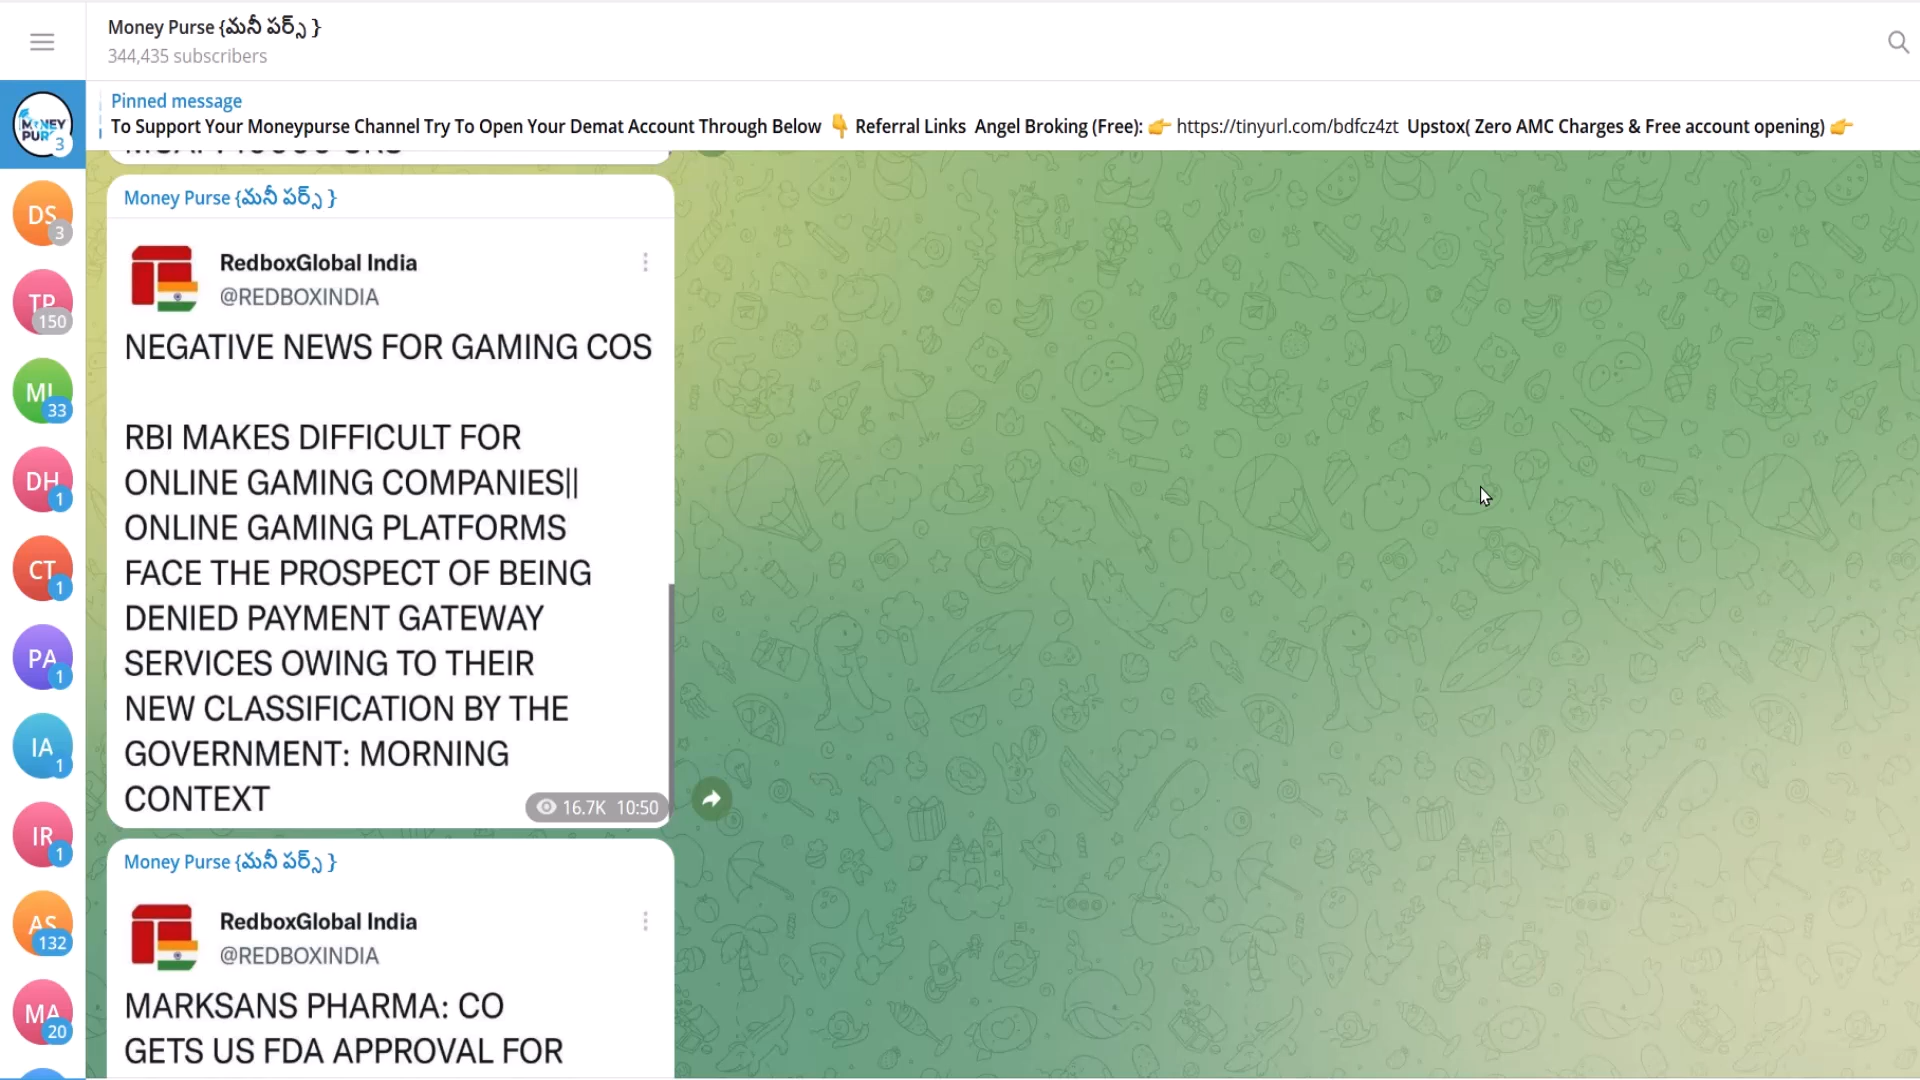 Money Purse {మనీ పర్స్ }
344,435 subscribers
Pinned message
To Support Your Moneypurse Channel Try To Open Your Demat Account Through Below 👇 Referral Links Angel Broking (Free): 👉 https://tinyurl.com/bdfcz4zt Upstox( Zero AMC Charges & Free account opening) 👉
MONEY
PURSE
3
DS
3
TP
150
MI
33
DH
1
CT
1
PA
1
IA
1
IR
1
AS
132
MA
20
Money Purse {మనీ పర్స్ }
RedboxGlobal India
@REDBOXINDIA
NEGATIVE NEWS FOR GAMING COS
RBI MAKES DIFFICULT FOR
ONLINE GAMING COMPANIES||
ONLINE GAMING PLATFORMS
FACE THE PROSPECT OF BEING
DENIED PAYMENT GATEWAY
SERVICES OWING TO THEIR
NEW CLASSIFICATION BY THE
GOVERNMENT: MORNING
CONTEXT
16.7K 10:50
Money Purse {మనీ పర్స్ }
RedboxGlobal India
@REDBOXINDIA
MARKSANS PHARMA: CO
GETS US FDA APPROVAL FOR